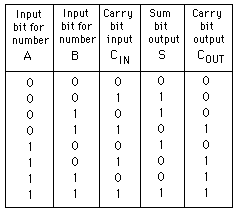 Input Input Carry Sum Carry
bit for bit for bit bit bit
number number input output output
A B C IN S C OUT
0 0 0 0 0
0 0 1 1 0
0 1 0 1 0
0 1 1 0 1
1 0 0 1 0
1 0 1 0 1
1 1 0 0 1
1 1 1 1 1